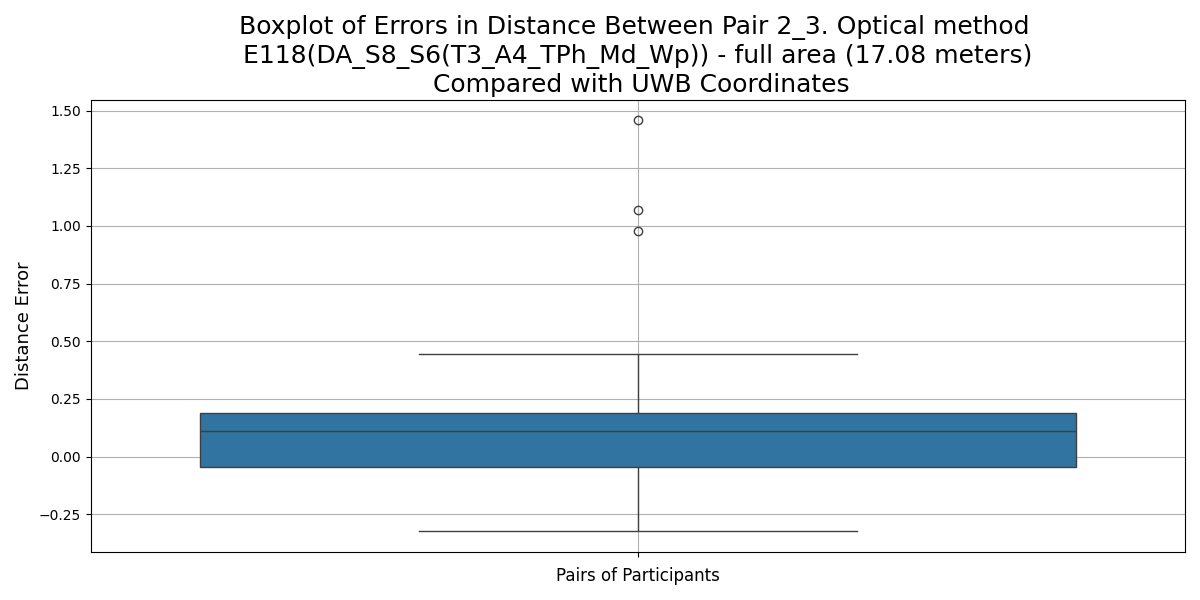 Boxplot of Errors in Distance Between Pair 2_3. Optical method
E118(DA_S8_S6(T3_A4_TPh_Md_Wp)) - full area (17.08 meters)
Compared with UWB Coordinates
1.50
1.25
1.00
0.75
0.50
0.25
0.00
−0.25
Distance Error
Pairs of Participants